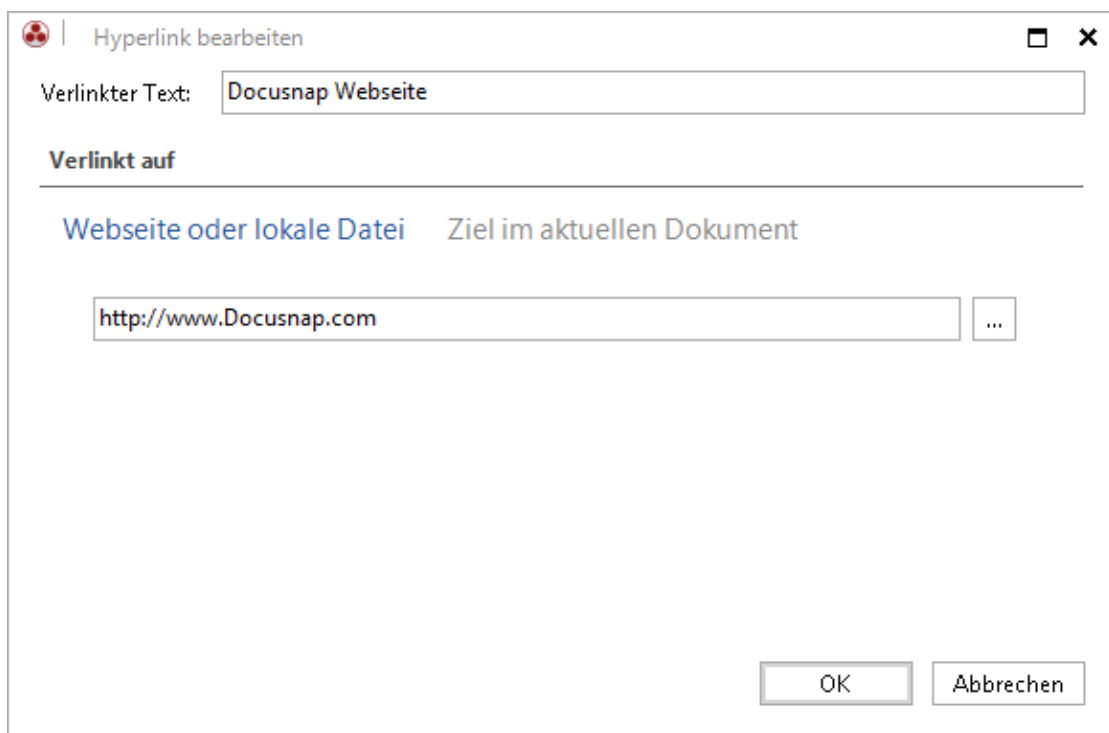 Hyperlink bearbeiten
Verlinkter Text: Docusnap Webseite
Verlinkt auf
Webseite oder lokale Datei Ziel im aktuellen Dokument
http://www.Docusnap.com ...
OK Abbrechen